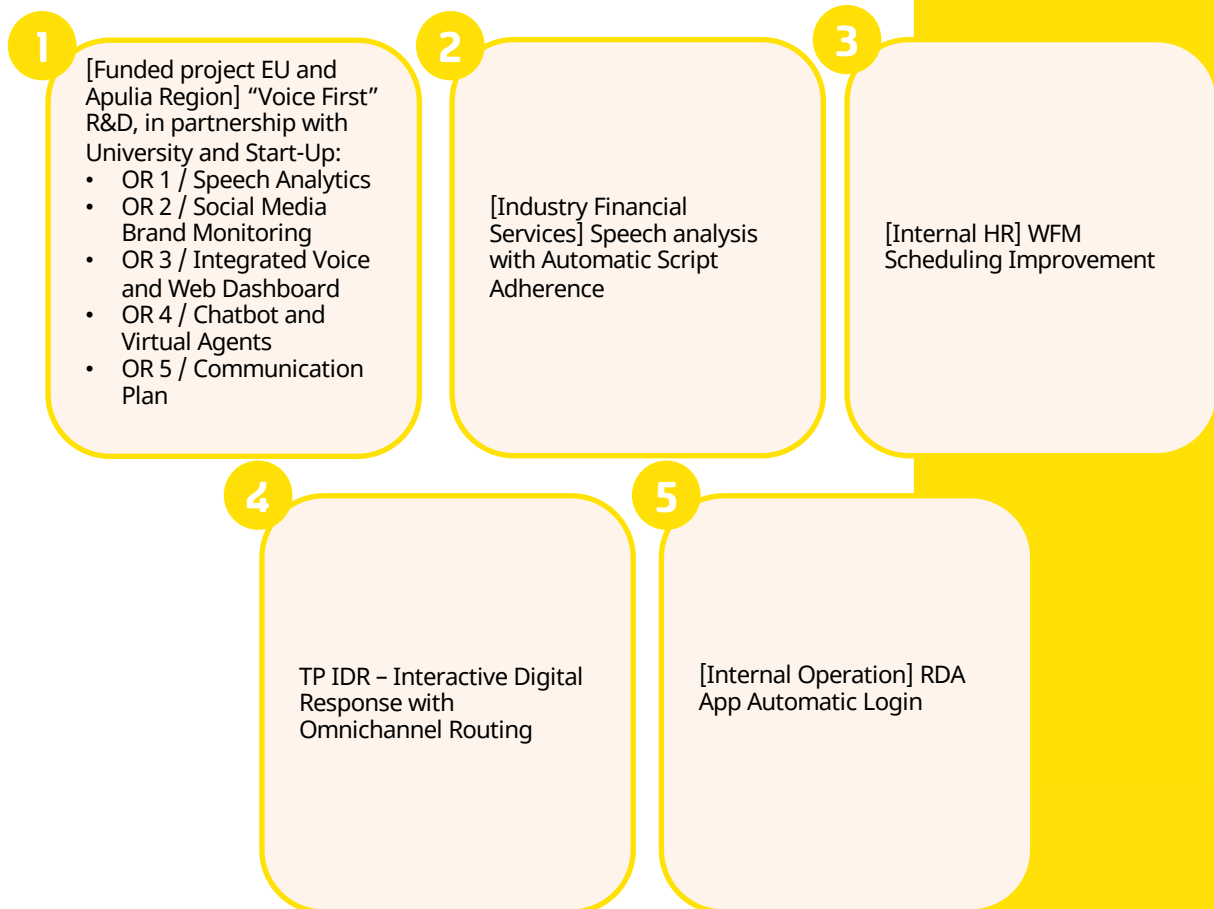 1
[Funded project EU and
Apulia Region] “Voice First”
R&D, in partnership with
University and Start-Up:
• OR 1 / Speech Analytics
• OR 2 / Social Media
Brand Monitoring
• OR 3 / Integrated Voice
and Web Dashboard
• OR 4 / Chatbot and
Virtual Agents
• OR 5 / Communication
Plan
2
[Industry Financial
Services] Speech analysis
with Automatic Script
Adherence
3
[Internal HR] WFM
Scheduling Improvement
4
TP IDR – Interactive Digital
Response with
Omnichannel Routing
5
[Internal Operation] RDA
App Automatic Login